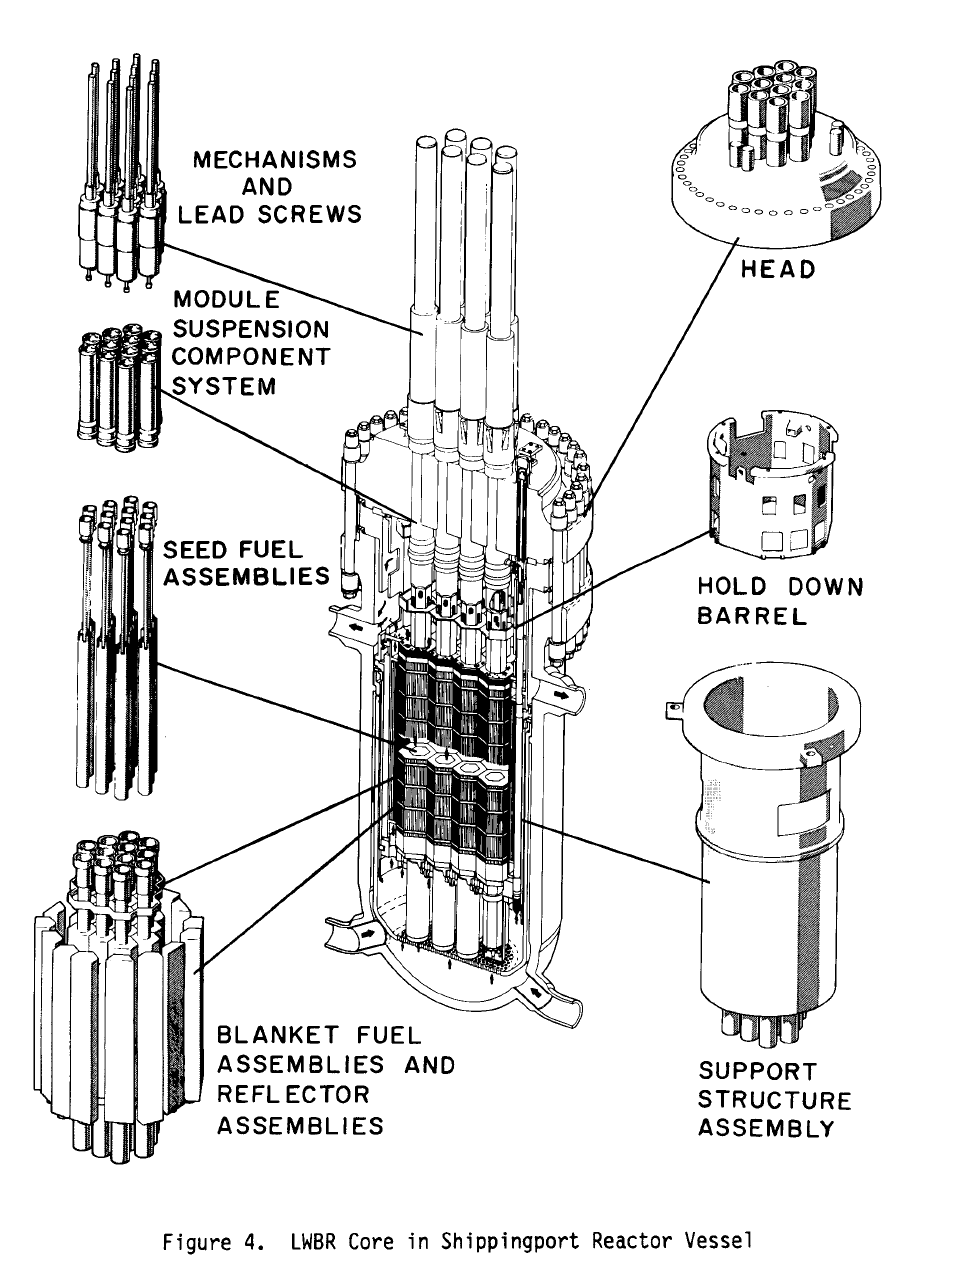 MECHANISMS
AND
LEAD SCREWS
MODULE
SUSPENSION
COMPONENT
SYSTEM
SEED FUEL
ASSEMBLIES
BLANKET FUEL
ASSEMBLIES AND
REFLECTOR
ASSEMBLIES
HEAD
HOLD DOWN
BARREL
SUPPORT
STRUCTURE
ASSEMBLY
Figure 4. LWBR Core in Shippingport Reactor Vessel